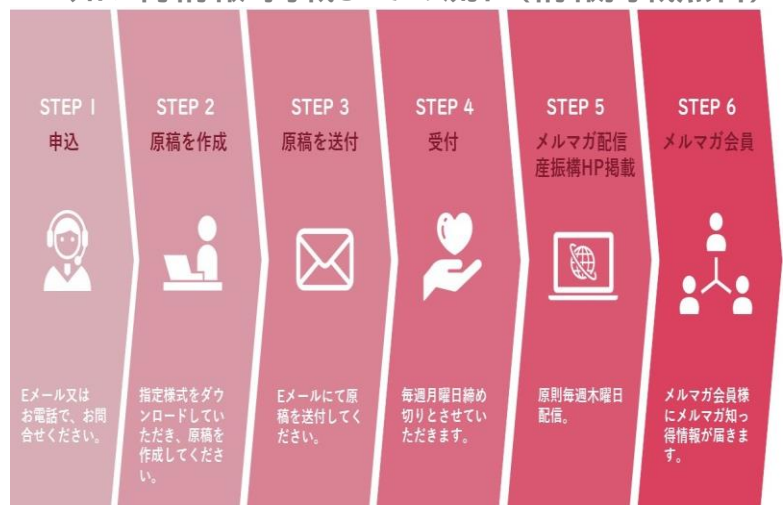 STEP 1
申込
Eメール又は
お電話で、お問
合せください。
STEP 2
原稿を作成
指定様式をダウ
ンロードしてい
ただき、原稿を
作成してくださ
い。
STEP 3
原稿を送付
Eメールにて原
稿を送付してく
ださい。
STEP 4
受付
毎週月曜日締め
切りとさせてい
ただきます。
STEP 5
メルマガ配信
産振構HP掲載
原則毎週木曜日
配信。
STEP 6
メルマガ会員
メルマガ会員様
にメルマガ知っ
得情報が届きま
す。